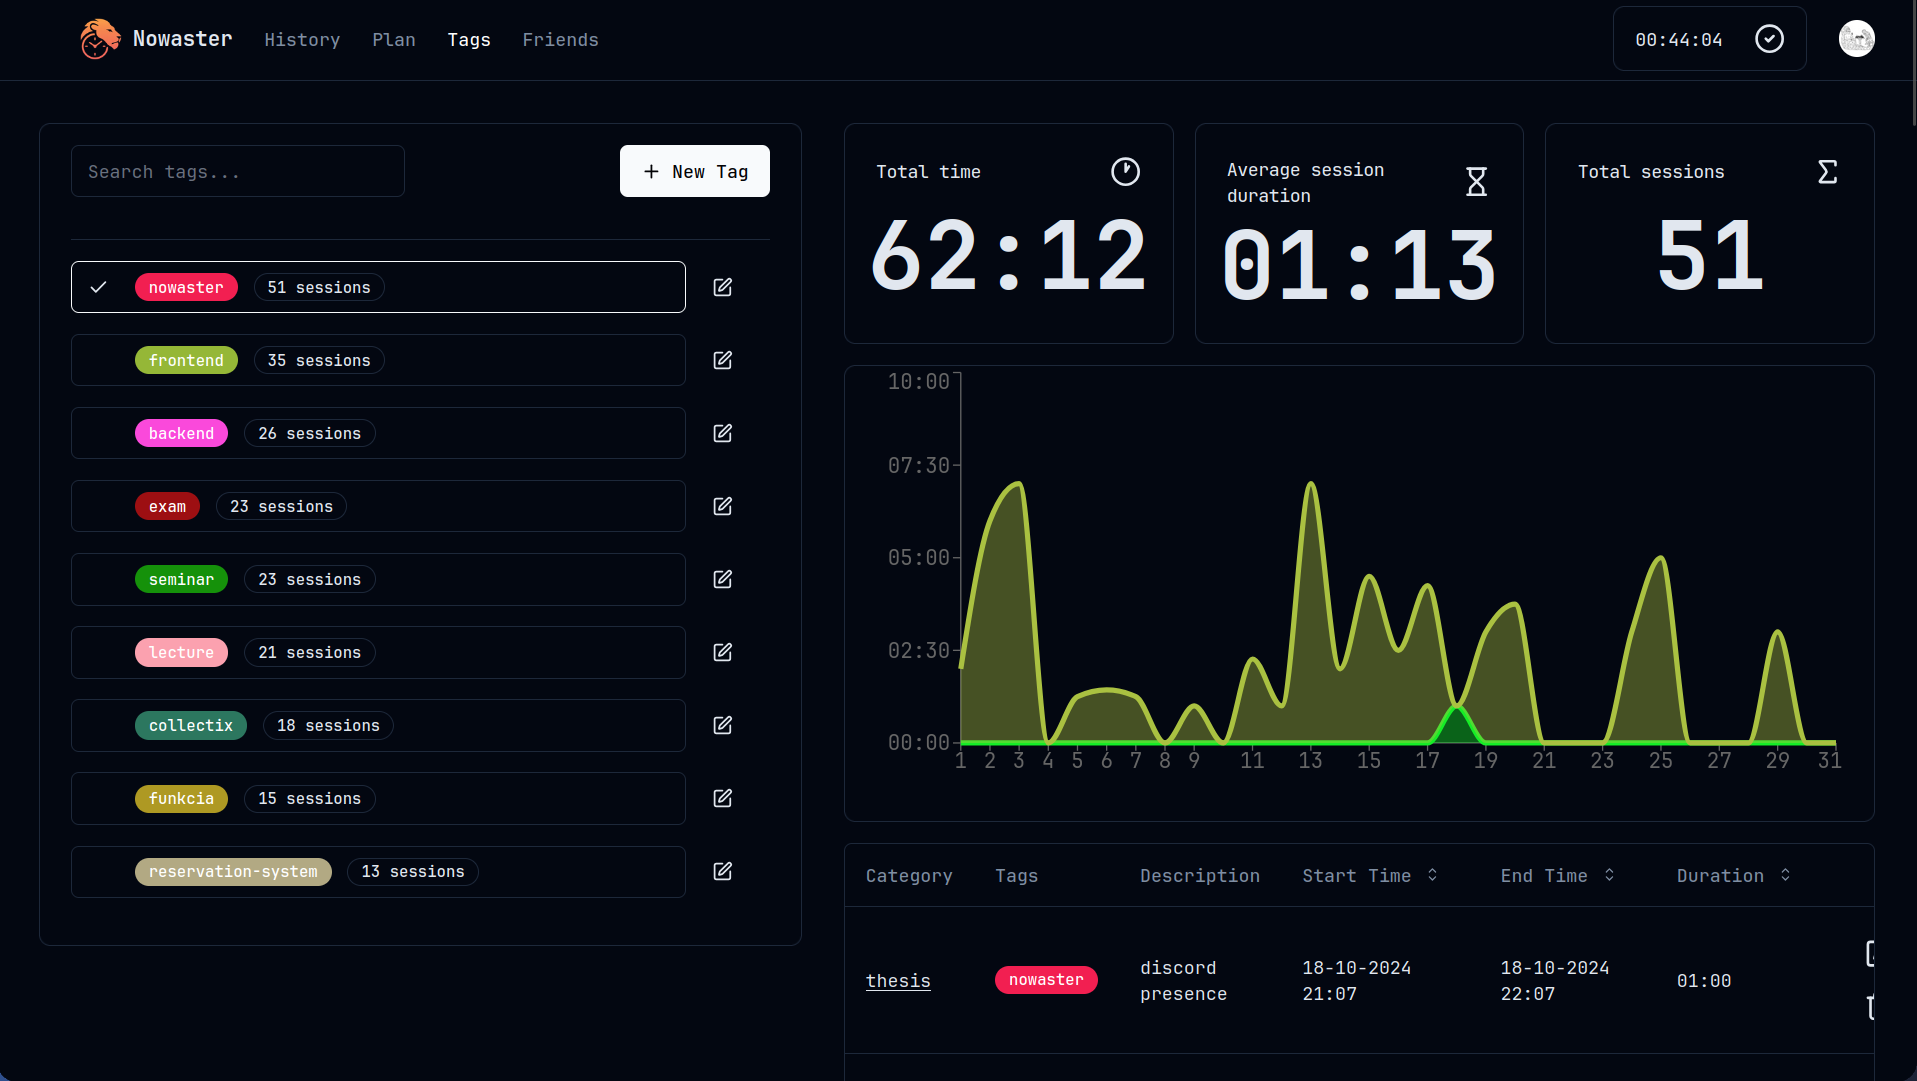 Nowaster
History
Plan
Tags
Friends
00:44:04
Search tags...
New Tag
nowaster 51 sessions
frontend 35 sessions
backend 26 sessions
exam 23 sessions
seminar 23 sessions
lecture 21 sessions
collectix 18 sessions
funkcia 15 sessions
reservation-system 13 sessions
Total time
62:12
Average session
duration
01:13
Total sessions
51
10:00
07:30
05:00
02:30
00:00
1 2 3 4 5 6 7 8 9 11 13 15 17 19 21 23 25 27 29 31
Category Tags Description Start Time End Time Duration
thesis
nowaster
discord
presence
18-10-2024
21:07
18-10-2024
22:07
01:00